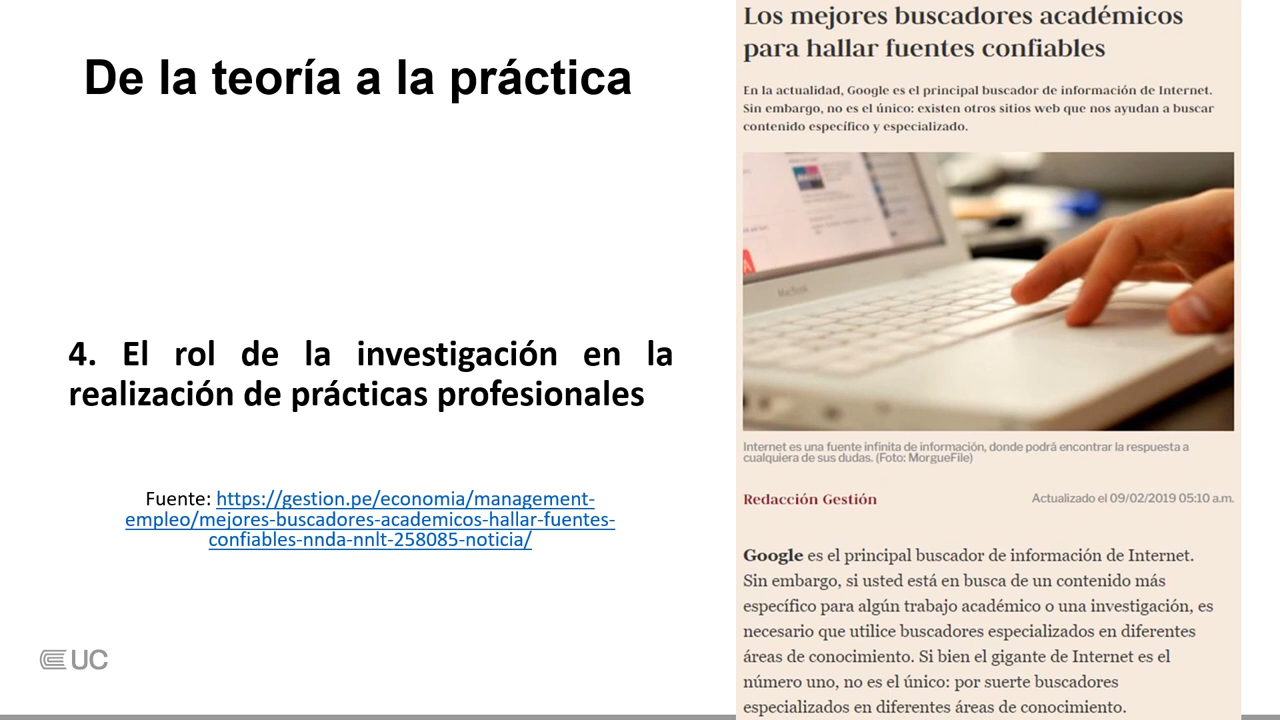 De la teoría a la práctica
4. El rol de la investigación en la
realización de prácticas profesionales
Fuente: https://gestion.pe/economia/management-
empleo/mejores-buscadores-academicos-hallar-fuentes-
confiables-nnda-nnlt-258085-noticia/
UC
Los mejores buscadores académicos
para hallar fuentes confiables
En la actualidad, Google es el principal buscador de información de Internet.
Sin embargo, no es el único: existen otros sitios web que nos ayudan a buscar
contenido específico y especializado.
MacBook
Internet es una fuente infinita de información, donde podrá encontrar la respuesta a
cualquiera de sus dudas. (Foto: MorgueFile)
Redacción Gestión
Actualizado el 09/02/2019 05:10 a.m.
Google es el principal buscador de información de Internet.
Sin embargo, si usted está en busca de un contenido más
específico para algún trabajo académico o una investigación, es
necesario que utilice buscadores especializados en diferentes
áreas de conocimiento. Si bien el gigante de Internet es el
número uno, no es el único: por suerte buscadores
especializados en diferentes áreas de conocimiento.